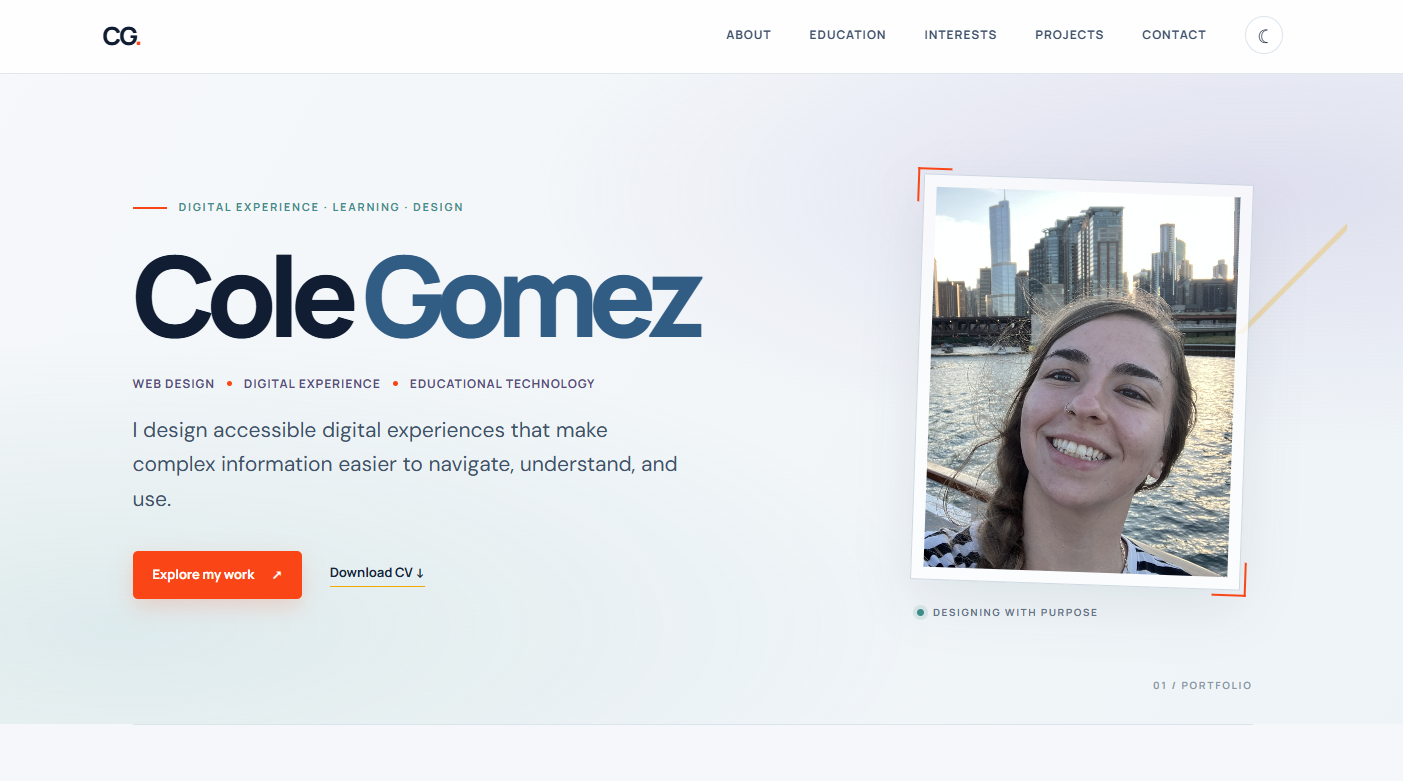 CG.
ABOUT EDUCATION INTERESTS PROJECTS CONTACT
DIGITAL EXPERIENCE · LEARNING · DESIGN
Cole Gomez
WEB DESIGN • DIGITAL EXPERIENCE • EDUCATIONAL TECHNOLOGY
I design accessible digital experiences that make
complex information easier to navigate, understand, and
use.
Explore my work ↗ Download CV ↓
DESIGNING WITH PURPOSE
01 / PORTFOLIO